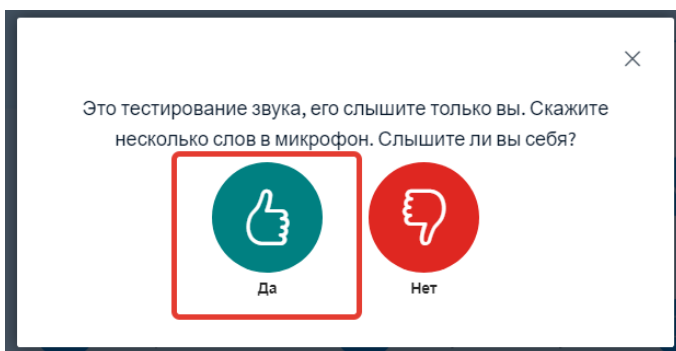 Это тестирование звука, его слышите только вы. Скажите
несколько слов в микрофон. Слышите ли вы себя?
Да
Нет